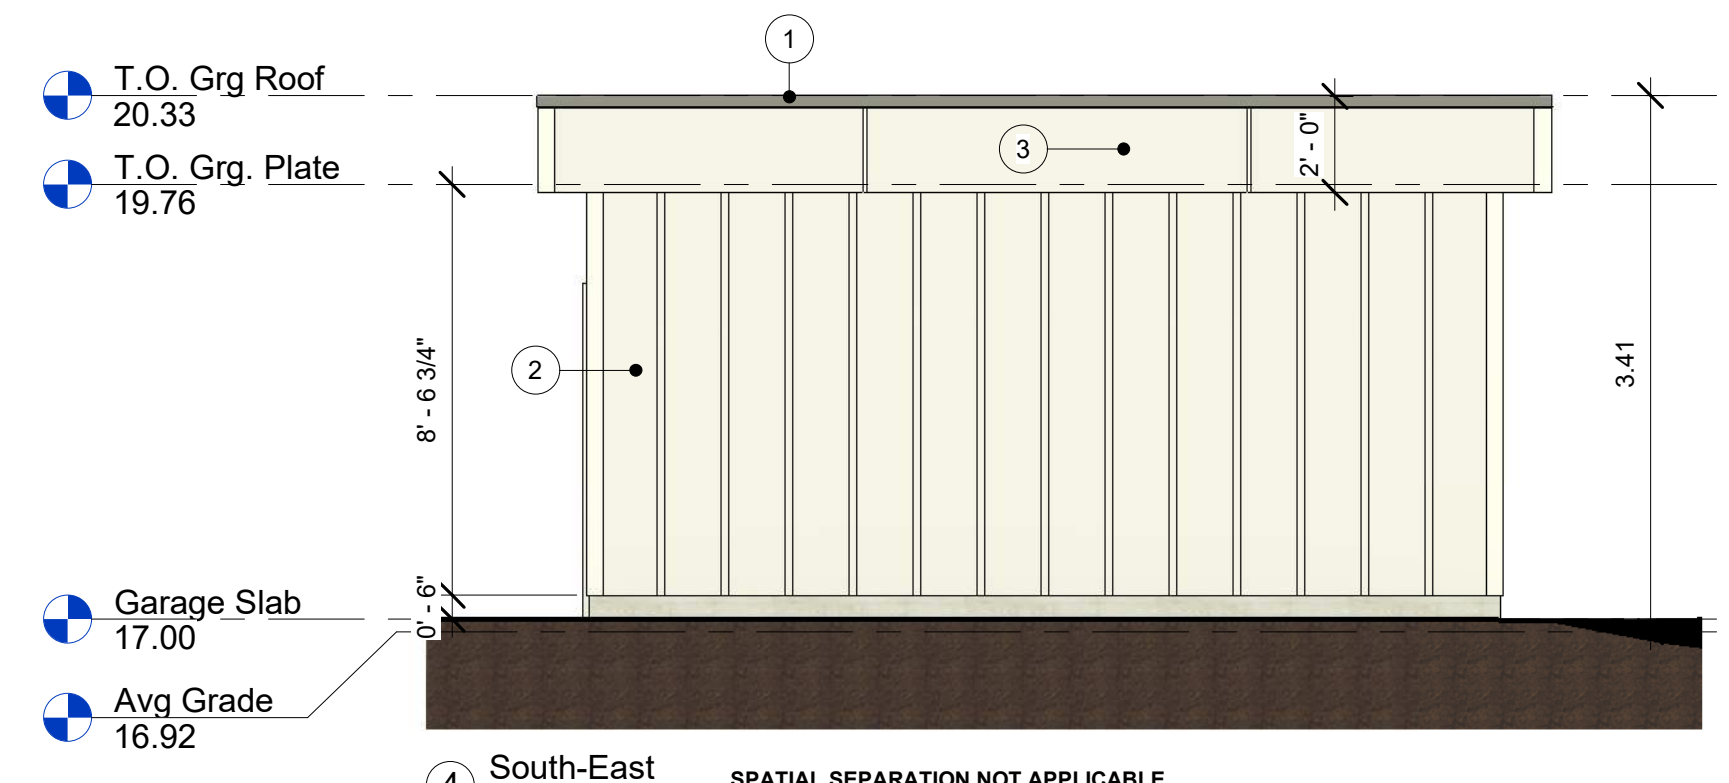 1
T.O. Grg Roof
20.33
T.O. Grg. Plate
19.76
3
2' - 0"
2
8' - 6 3/4"
3.41
0' - 6"
Garage Slab
17.00
Avg Grade
16.92
4
South-East
SPATIAL SEPARATION NOT APPLICABLE